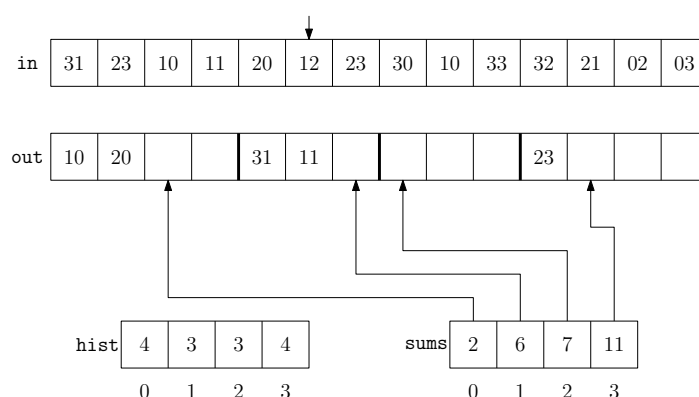 in 31 23 10 11 20 12 23 30 10 33 32 21 02 03
out 10 20 31 11 23
hist 4 3 3 4 sums 2 6 7 11
0 1 2 3 0 1 2 3